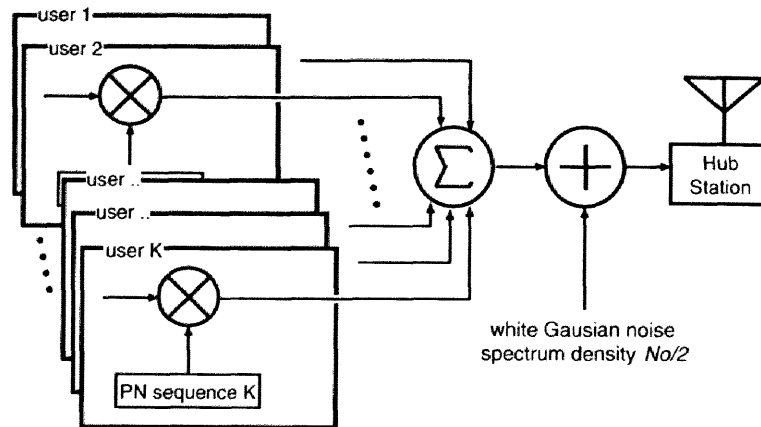 user 1
user 2
user ..
user ..
user K
PN sequence K
Σ
+
Hub
Station
white Gausian noise
spectrum density No/2